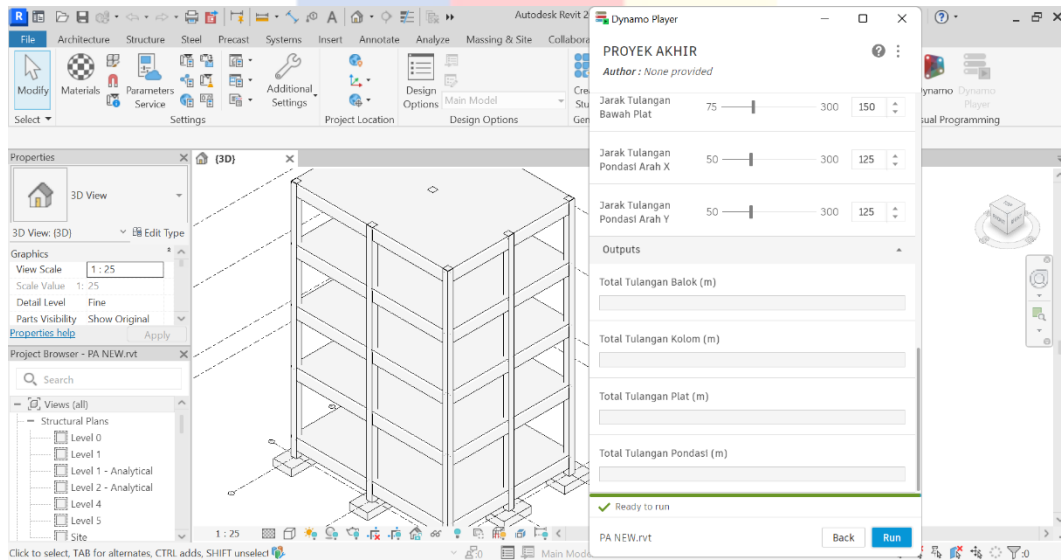 Autodesk Revit 2
File Architecture Structure Steel Precast Systems Insert Annotate Analyze Massing & Site Collabora
Modify
Materials
Parameters
Service
Additional
Settings
Design
Options
Main Model
Cre
Stu
Dynamo
Player
Select Settings Project Location Design Options Gen
ual Programming
Properties
3D View
3D View: {3D} Edit Type
Graphics
View Scale 1 : 25
Scale Value 1: 25
Detail Level Fine
Parts Visibility Show Original
Properties help Apply
Project Browser - PA NEW.rvt
Search
Views (all)
Structural Plans
Level 0
Level 1
Level 1 - Analytical
Level 2 - Analytical
Level 4
Level 5
Site
{3D}
TOP
1 : 25
Click to select, TAB for alternates, CTRL adds, SHIFT unselect
:0
Main Mode
:0
Dynamo Player
PROYEK AKHIR
Author : None provided
Jarak Tulangan
Bawah Plat
75 300 150
Jarak Tulangan
Pondasi Arah X
50 300 125
Jarak Tulangan
Pondasi Arah Y
50 300 125
Outputs
Total Tulangan Balok (m)
Total Tulangan Kolom (m)
Total Tulangan Plat (m)
Total Tulangan Pondasi (m)
Ready to run
PA NEW.rvt Back Run